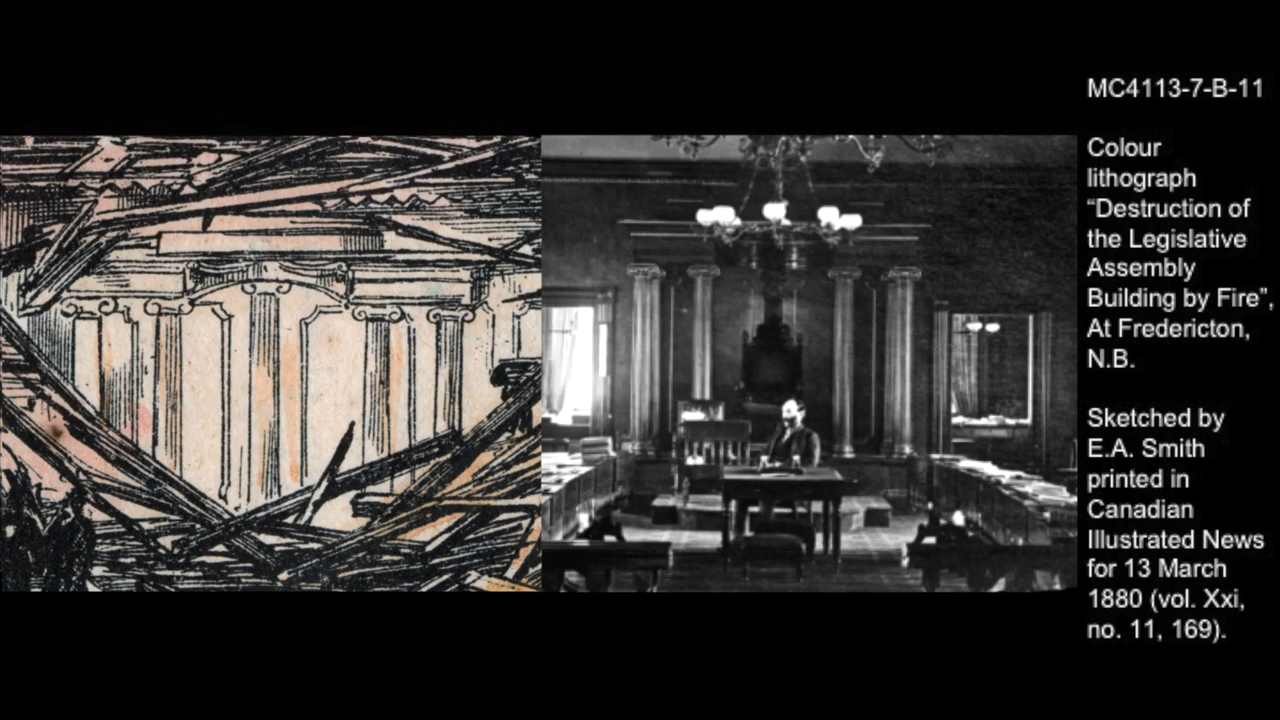 MC4113-7-B-11
Colour
lithograph
“Destruction of
the Legislative
Assembly
Building by Fire”,
At Fredericton,
N.B.
Sketched by
E.A. Smith
printed in
Canadian
Illustrated News
for 13 March
1880 (vol. Xxi,
no. 11, 169).